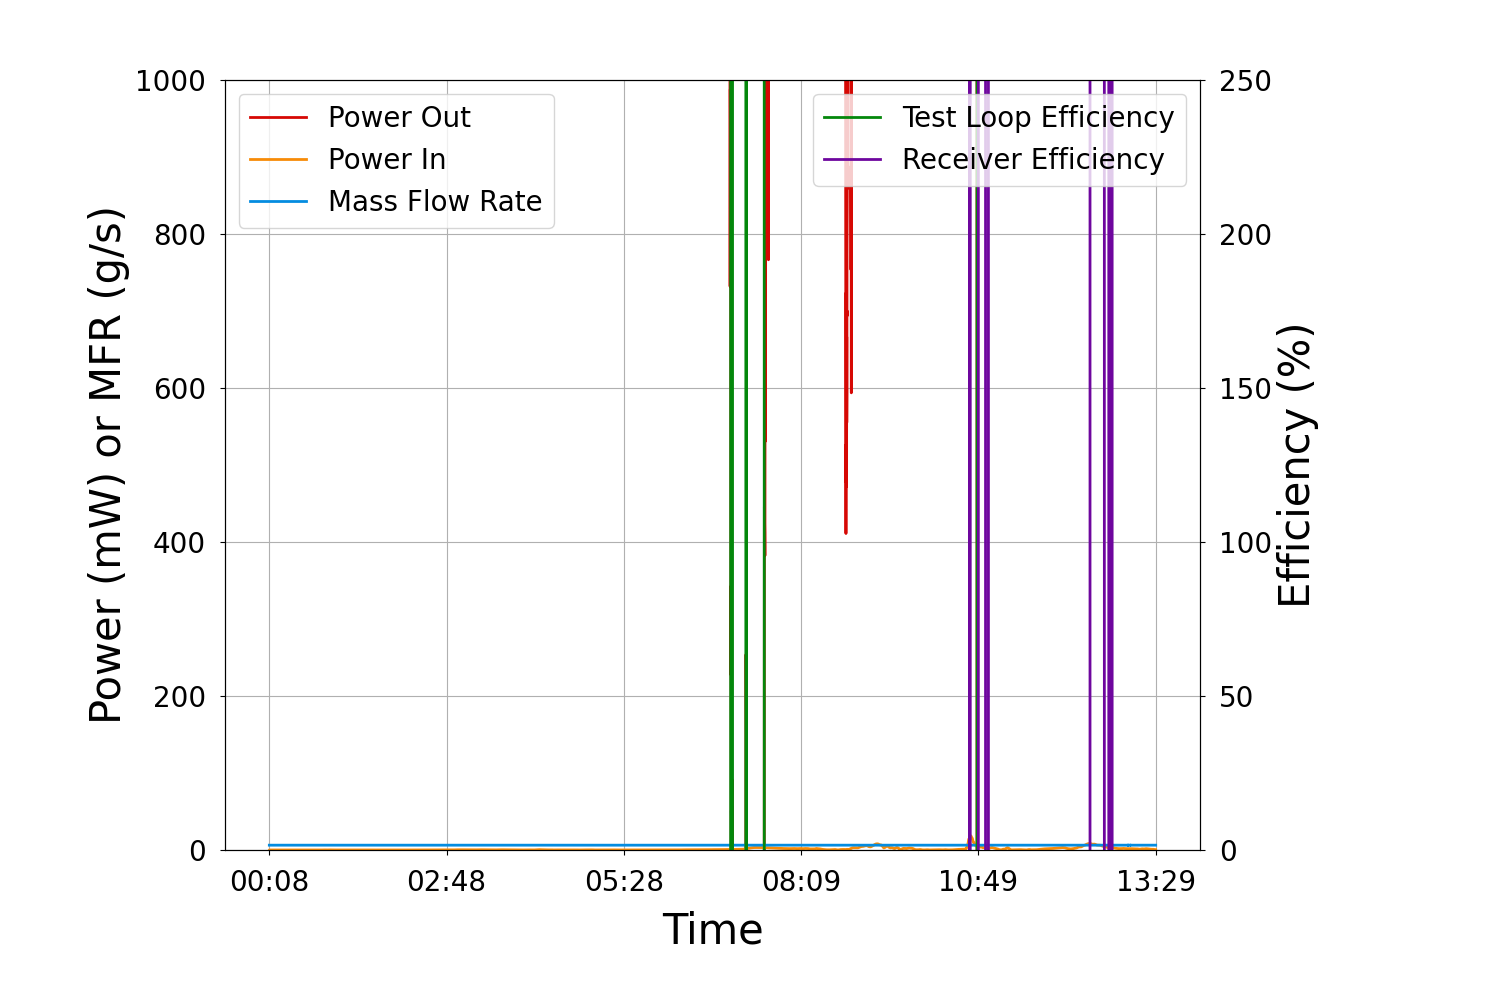 1000
800
600
400
200
0
Power (mW) or MFR (g/s)
Power Out
Power In
Mass Flow Rate
Test Loop Efficiency
Receiver Efficiency
250
200
150
100
50
0
Efficiency (%)
00:08 02:48 05:28 08:09 10:49 13:29
Time